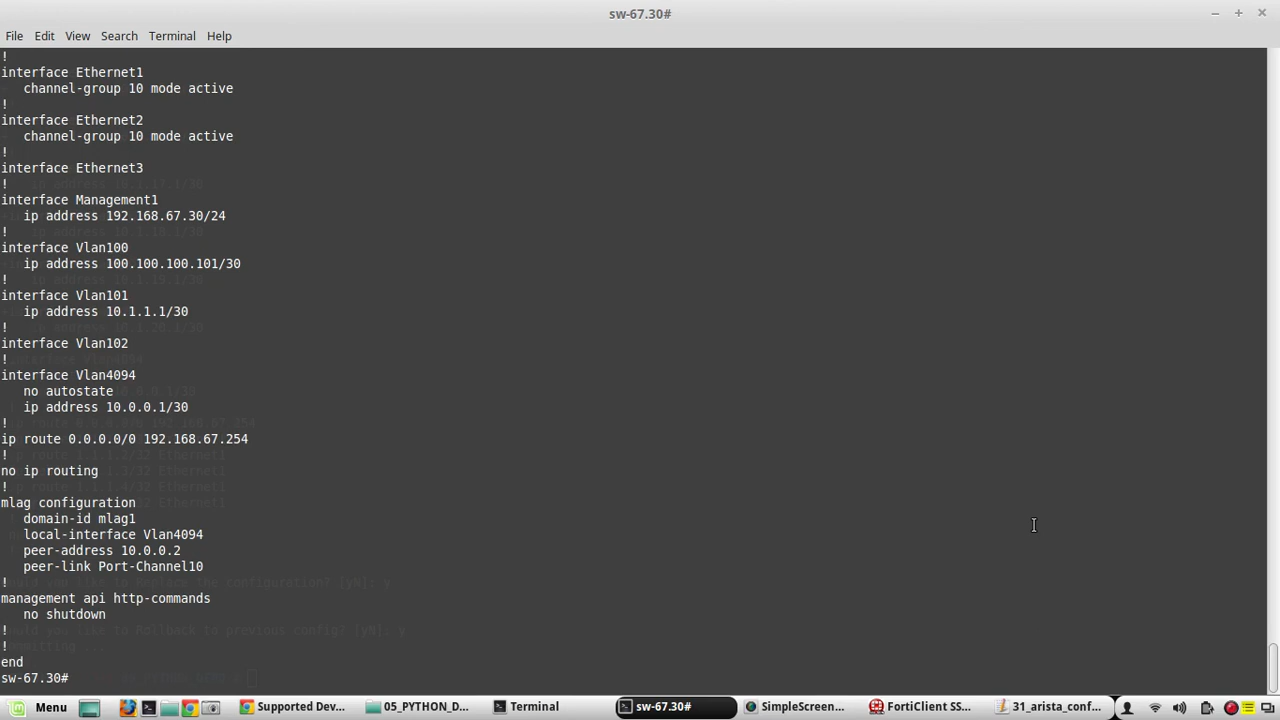 sw-67.30#
File Edit View Search Terminal Help
!
interface Ethernet1
channel-group 10 mode active
!
interface Ethernet2
channel-group 10 mode active
!
interface Ethernet3
!
interface Management1
ip address 192.168.67.30/24
!
interface Vlan100
ip address 100.100.100.101/30
!
interface Vlan101
ip address 10.1.1.1/30
!
interface Vlan102
!
interface Vlan4094
no autostate
ip address 10.0.0.1/30
!
ip route 0.0.0.0/0 192.168.67.254
!
no ip routing
!
mlag configuration
domain-id mlag1
local-interface Vlan4094
peer-address 10.0.0.2
peer-link Port-Channel10
!
management api http-commands
no shutdown
!
!
end
sw-67.30#
Menu Supported Dev... 05_PYTHON_D... Terminal sw-67.30# SimpleScreen... FortiClient SS... 31_arista_conf...